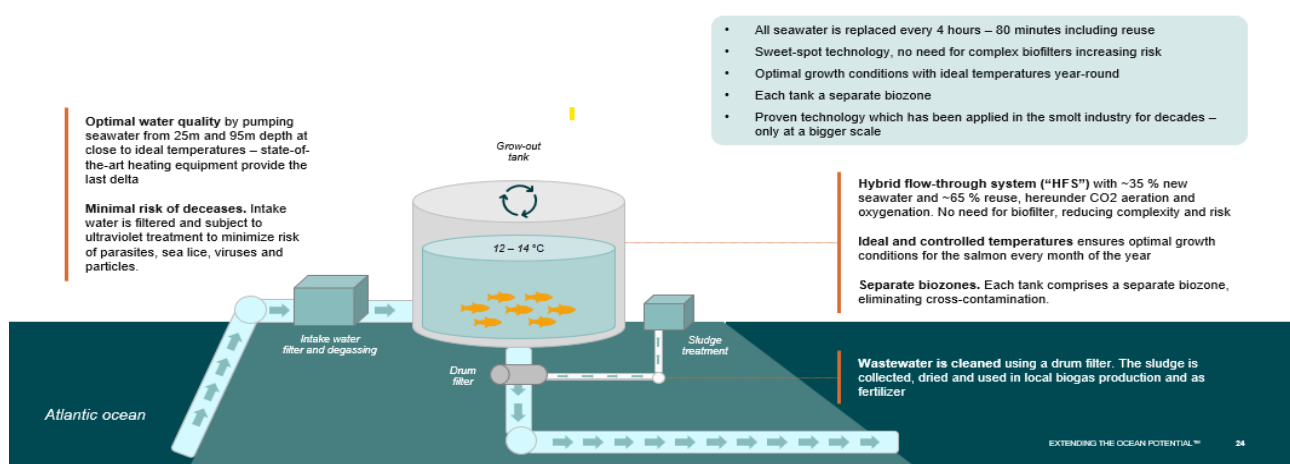 • All seawater is replaced every 4 hours – 80 minutes including reuse
• Sweet-spot technology, no need for complex biofilters increasing risk
• Optimal growth conditions with ideal temperatures year-round
• Each tank a separate biozone
• Proven technology which has been applied in the smolt industry for decades –
only at a bigger scale
Optimal water quality by pumping
seawater from 25m and 95m depth at
close to ideal temperatures – state-of-
the-art heating equipment provide the
last delta
Minimal risk of deceases. Intake
water is filtered and subject to
ultraviolet treatment to minimize risk
of parasites, sea lice, viruses and
particles.
Grow-out
tank
12 – 14 °C
Hybrid flow-through system (“HFS”) with ~35 % new
seawater and ~65 % reuse, hereunder CO2 aeration and
oxygenation. No need for biofilter, reducing complexity and risk
Ideal and controlled temperatures ensures optimal growth
conditions for the salmon every month of the year
Separate biozones. Each tank comprises a separate biozone,
eliminating cross-contamination.
Intake water
filter and degassing
Sludge
treatment
Drum
filter
Wastewater is cleaned using a drum filter. The sludge is
collected, dried and used in local biogas production and as
fertilizer
Atlantic ocean
EXTENDING THE OCEAN POTENTIAL™ 24